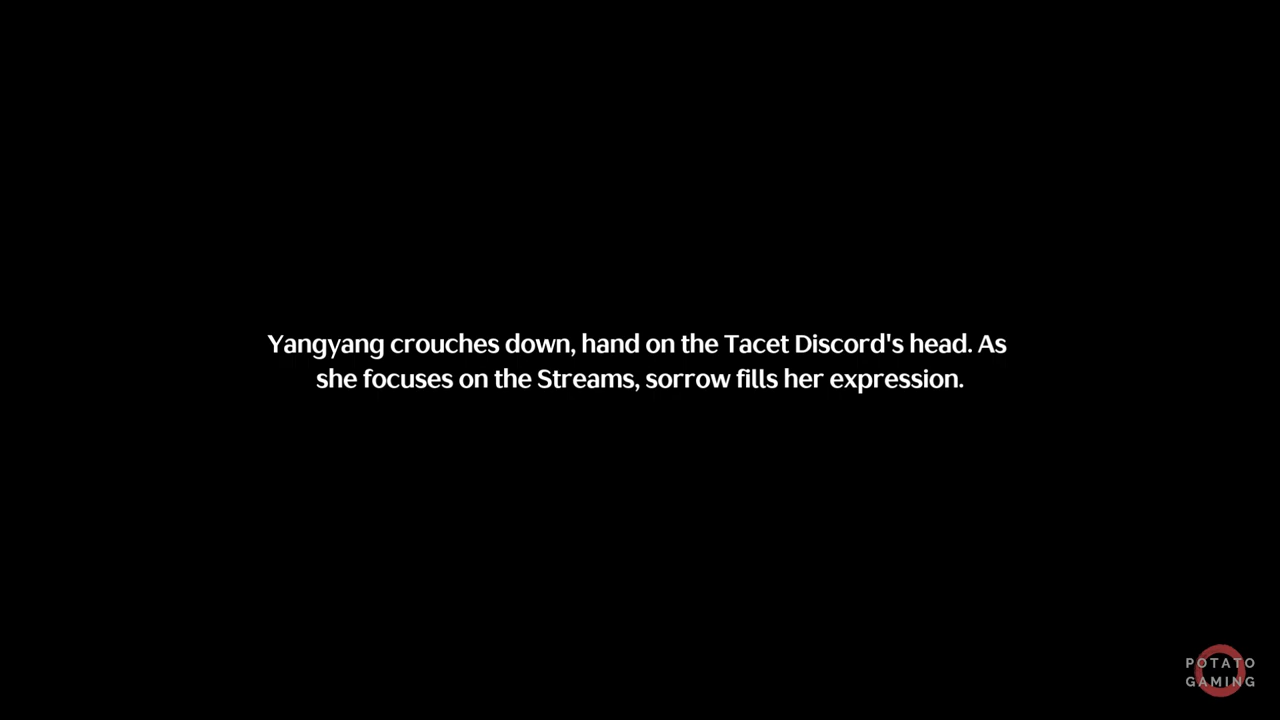 Yangyang crouches down, hand on the Tacet Discord's head. As
she focuses on the Streams, sorrow fills her expression.
POTATO
GAMING